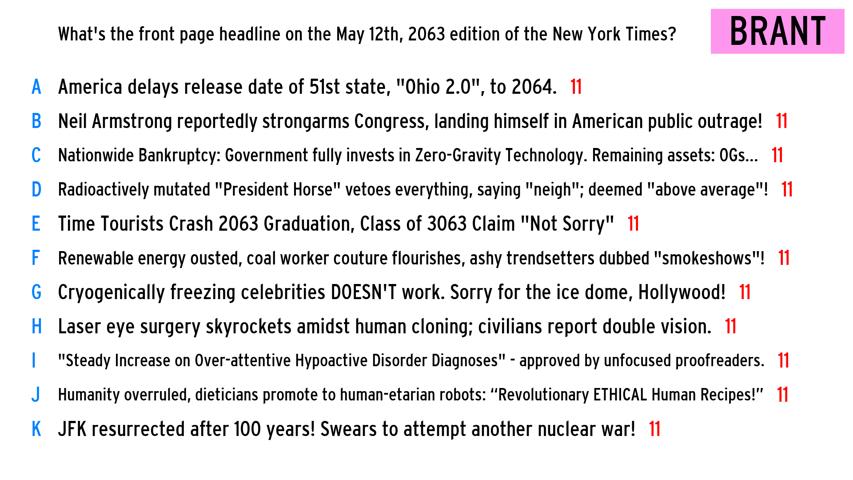 What's the front page headline on the May 12th, 2063 edition of the New York Times?
BRANT
A America delays release date of 51st state, "Ohio 2.0", to 2064. 11
B Neil Armstrong reportedly strongarms Congress, landing himself in American public outrage! 11
C Nationwide Bankruptcy: Government fully invests in Zero-Gravity Technology. Remaining assets: OGs... 11
D Radioactively mutated "President Horse" vetoes everything, saying "neigh"; deemed "above average"! 11
E Time Tourists Crash 2063 Graduation, Class of 3063 Claim "Not Sorry" 11
F Renewable energy ousted, coal worker couture flourishes, ashy trendsetters dubbed "smokeshows"! 11
G Cryogenically freezing celebrities DOESN'T work. Sorry for the ice dome, Hollywood! 11
H Laser eye surgery skyrockets amidst human cloning; civilians report double vision. 11
I "Steady Increase on Over-attentive Hypoactive Disorder Diagnoses" - approved by unfocused proofreaders. 11
J Humanity overruled, dieticians promote to human-etarian robots: “Revolutionary ETHICAL Human Recipes!” 11
K JFK resurrected after 100 years! Swears to attempt another nuclear war! 11